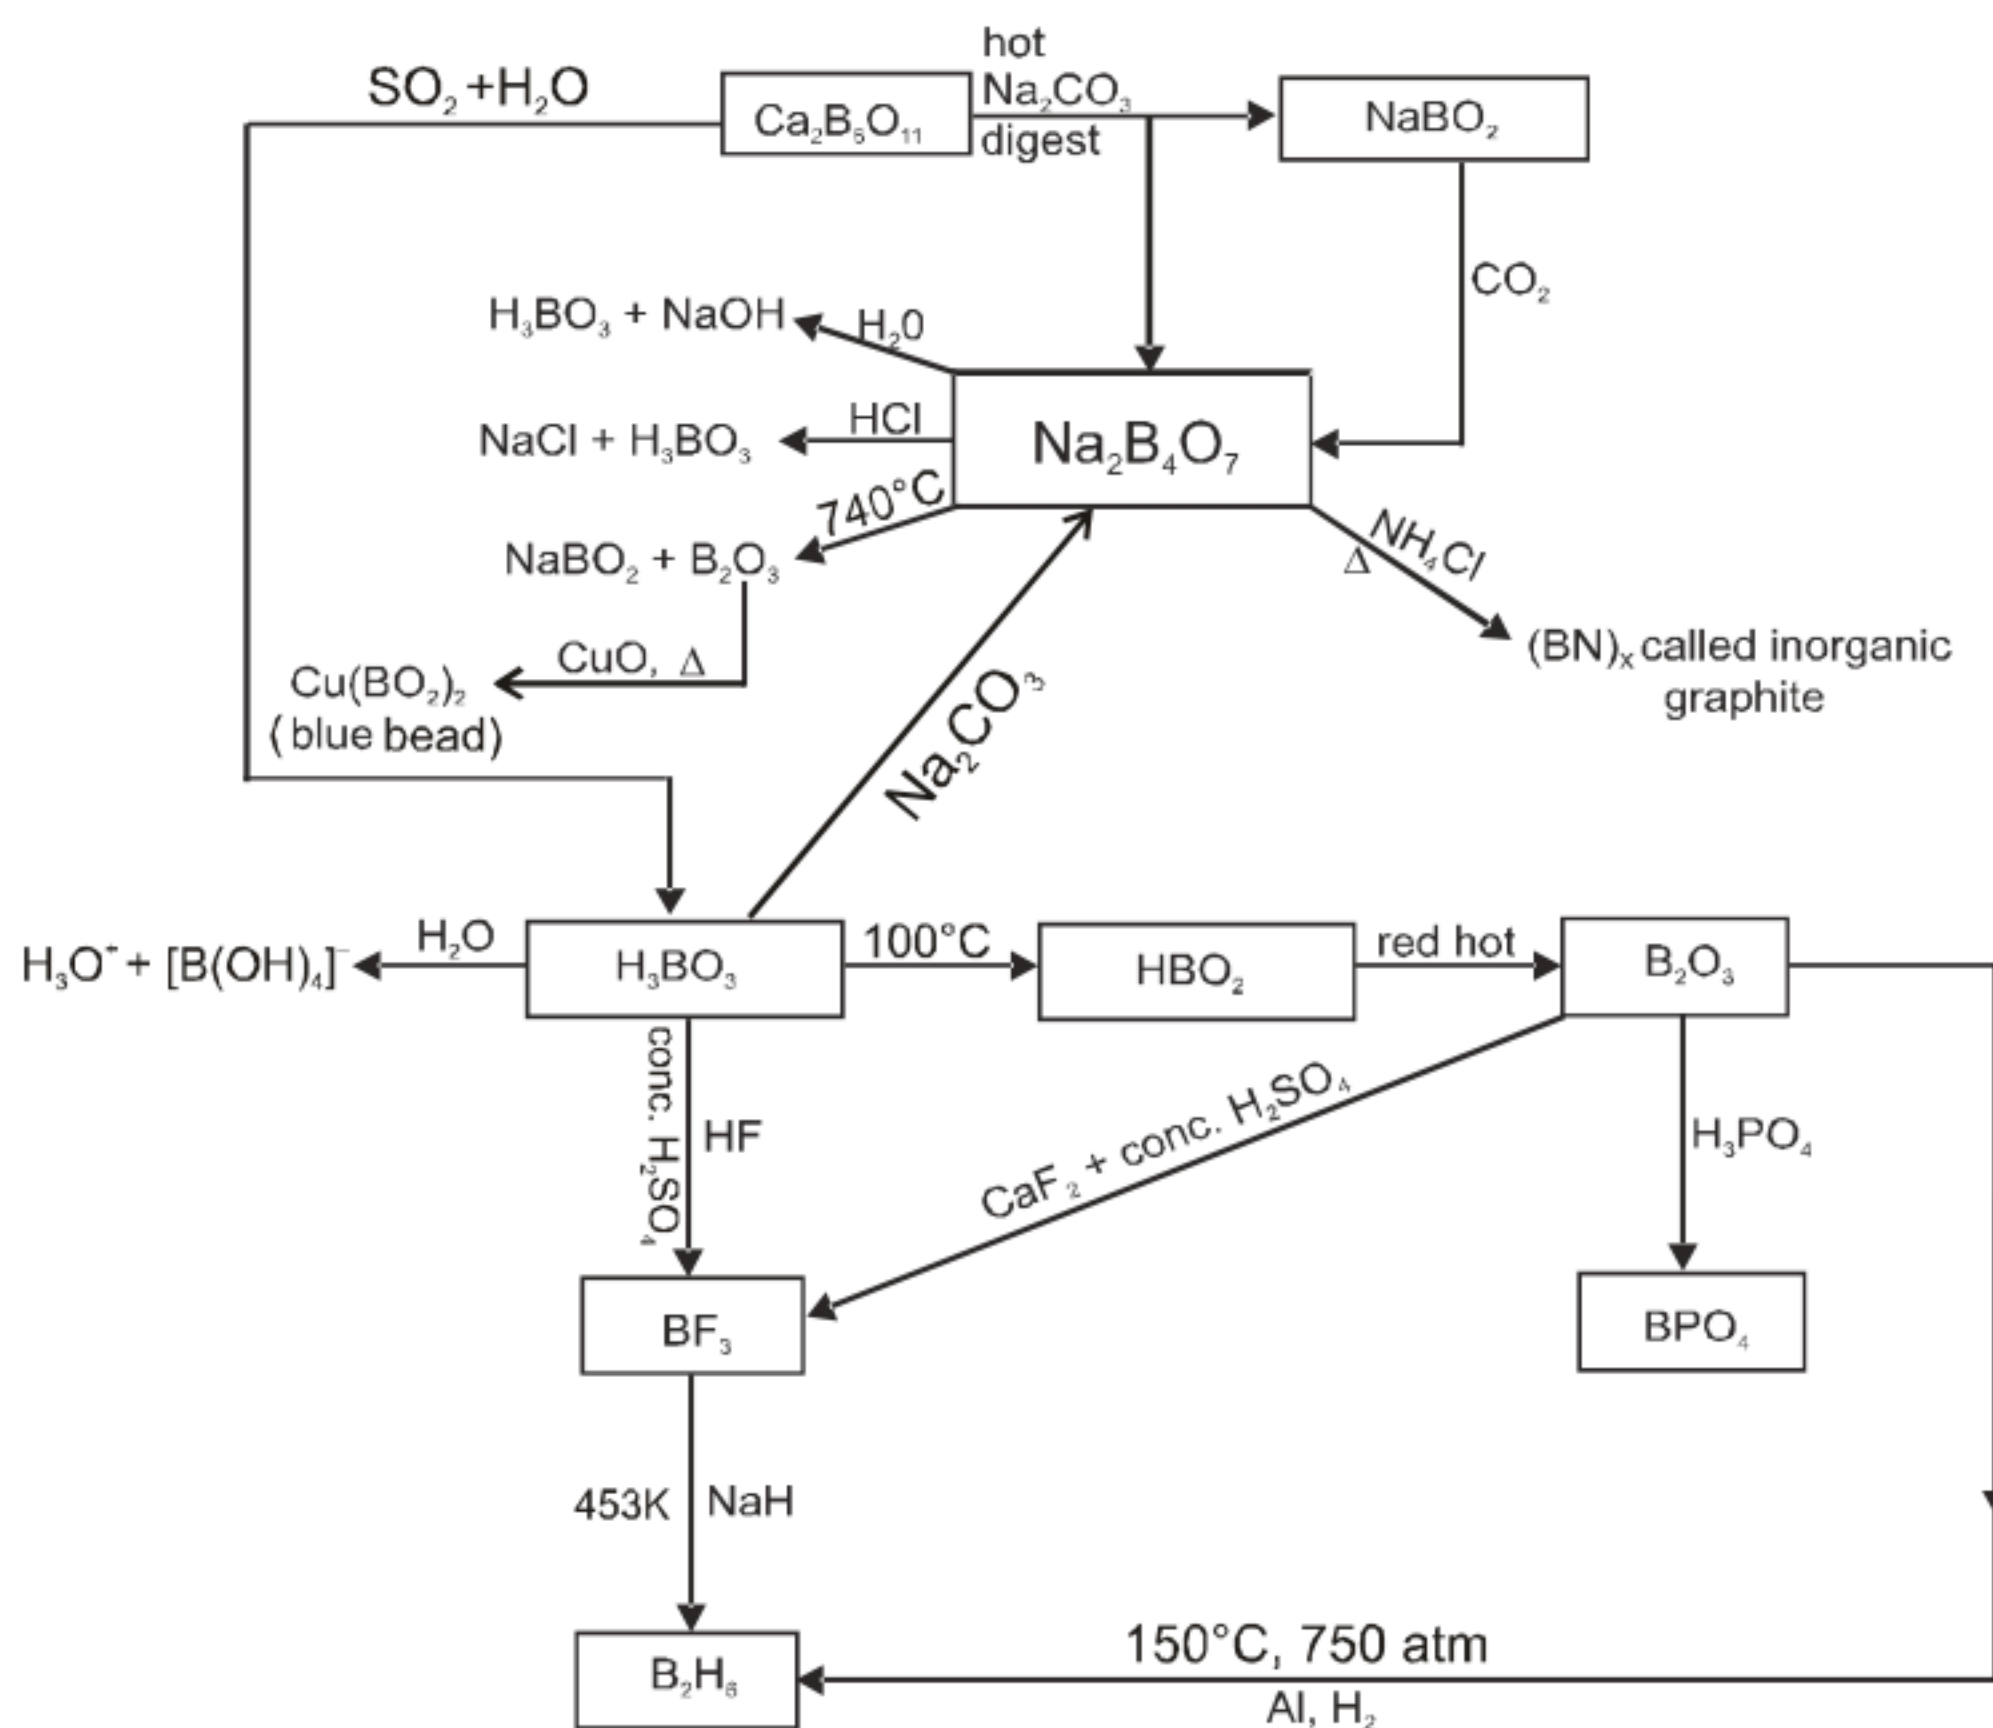 SO₂ +H₂O
hot
Na₂CO₃
digest
Ca₂B₆O₁₁
NaBO₂
CO₂
H₃BO₃ + NaOH
H₂0
NaCl + H₃BO₃
HCl
Na₂B₄O₇
740°C
NaBO₂ + B₂O₃
NH₄Cl
Δ
(BN)ₓ called inorganic
graphite
CuO, Δ
Cu(BO₂)₂
(blue bead)
Na₂CO₃
H₃O⁺ + [B(OH)₄]⁻
H₂O
H₃BO₃
100°C
HBO₂
red hot
B₂O₃
conc. H₂SO₄
HF
CaF₂ + conc. H₂SO₄
H₃PO₄
BF₃
BPO₄
453K
NaH
150°C, 750 atm
B₂H₆
Al, H₂